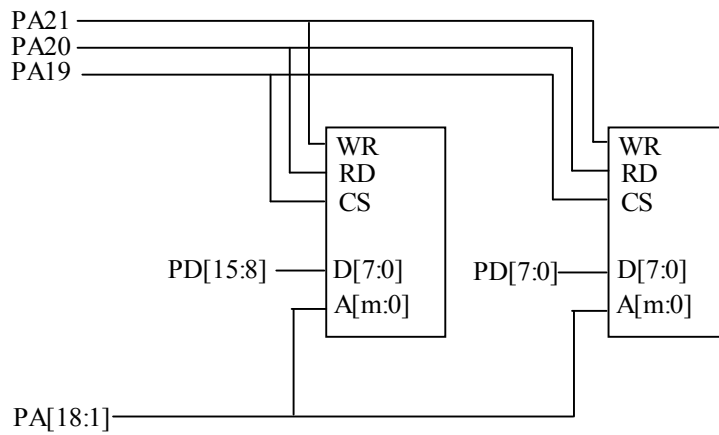 PA21
PA20
PA19
WR
RD
CS
PD[15:8]
D[7:0]
A[m:0]
WR
RD
CS
PD[7:0]
D[7:0]
A[m:0]
PA[18:1]